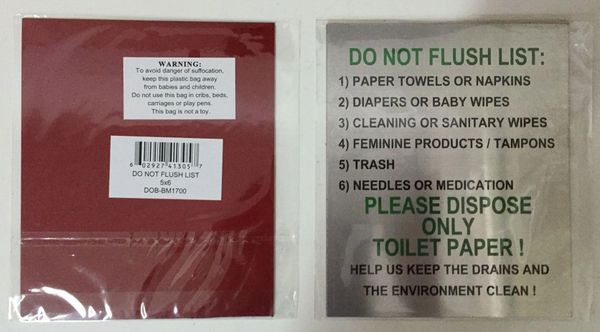 WARNING:
To avoid danger of suffocation,
keep this plastic bag away
from babies and children.
Do not use this bag in cribs, beds,
carriages or play pens.
This bag is not a toy.
6 02927 41305 7
DO NOT FLUSH LIST
5x6
DOB-BM1700
DO NOT FLUSH LIST:
1) PAPER TOWELS OR NAPKINS
2) DIAPERS OR BABY WIPES
3) CLEANING OR SANITARY WIPES
4) FEMININE PRODUCTS / TAMPONS
5) TRASH
6) NEEDLES OR MEDICATION
PLEASE DISPOSE
ONLY
TOILET PAPER !
HELP US KEEP THE DRAINS AND
THE ENVIRONMENT CLEAN !